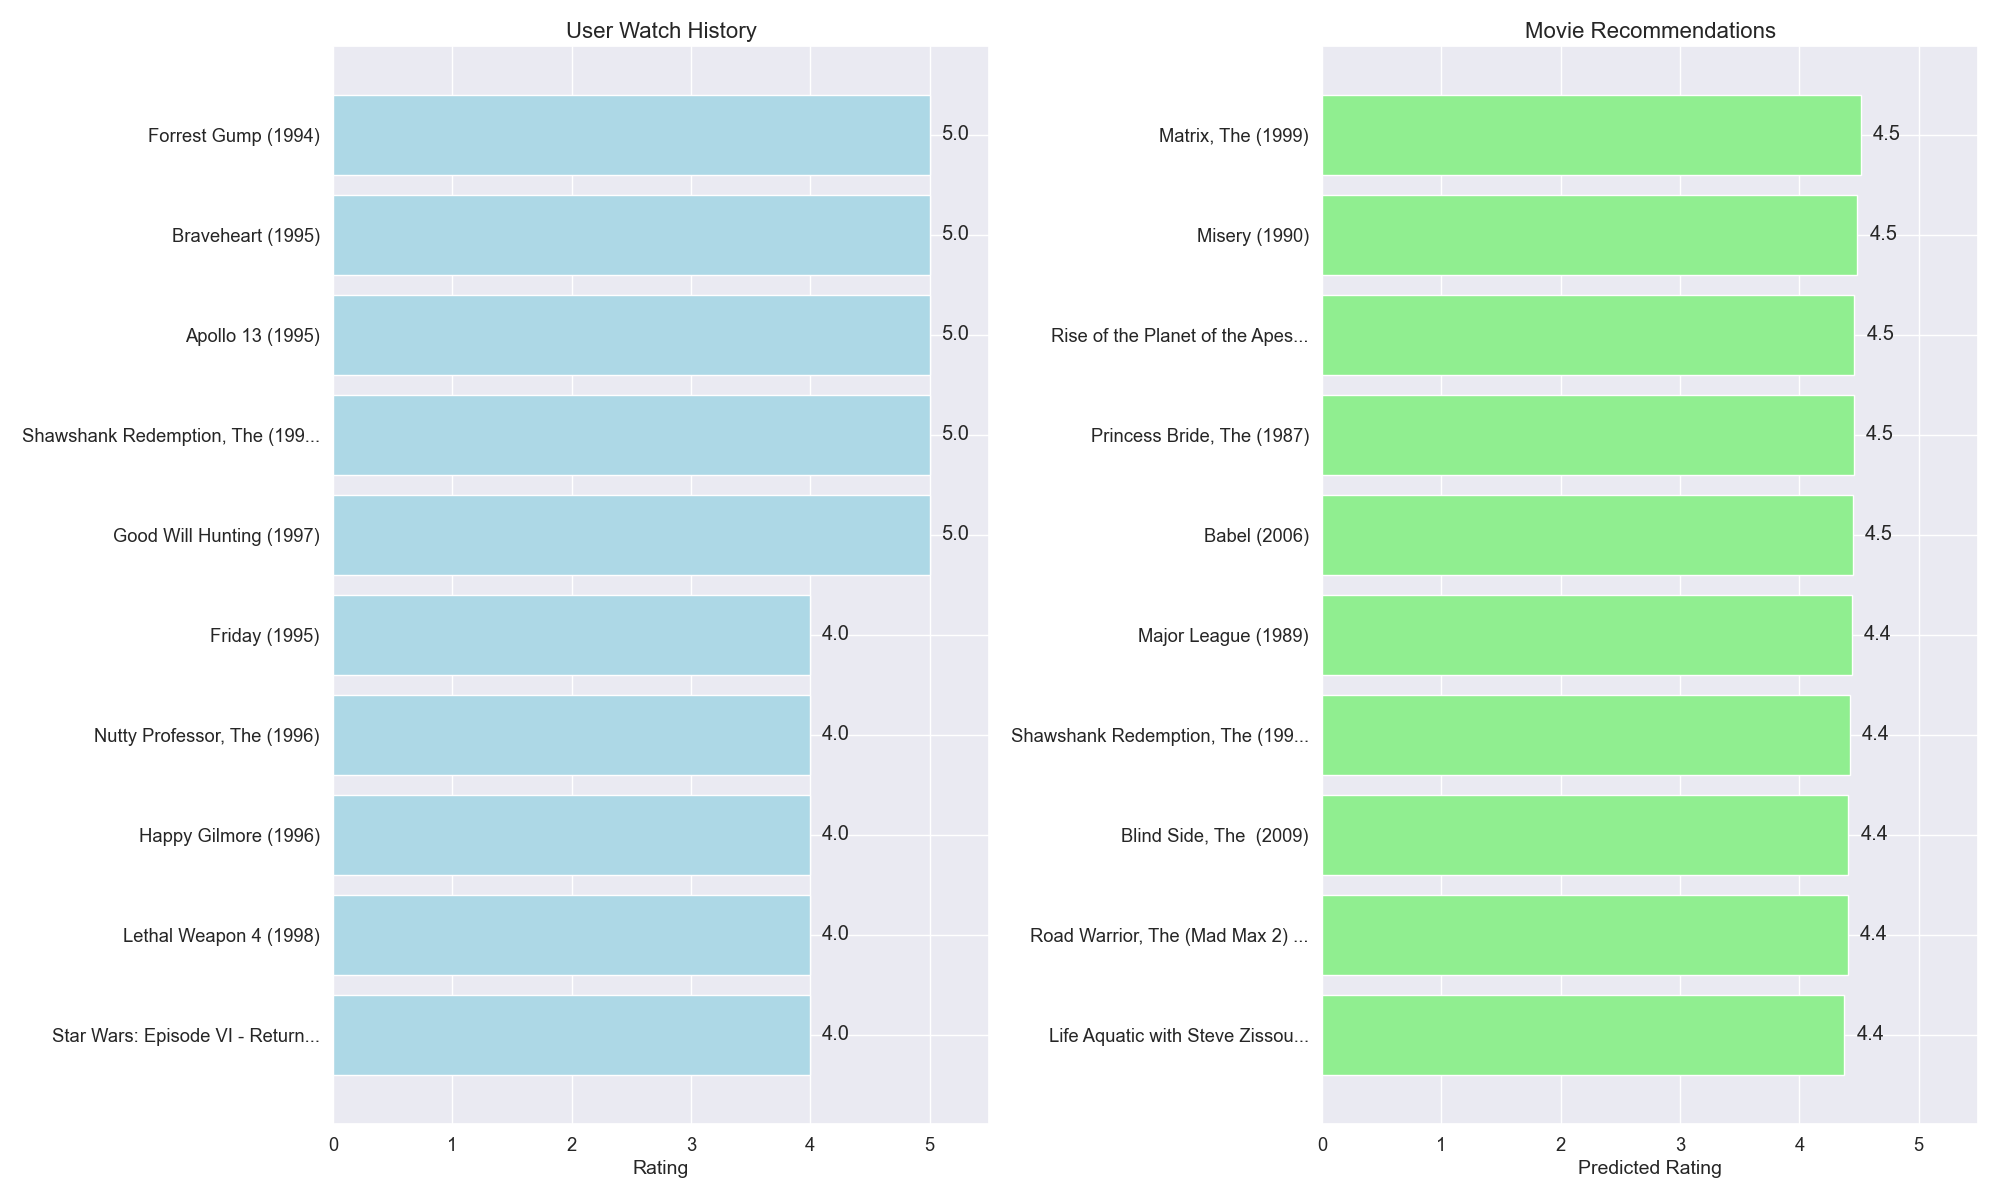 User Watch History
Forrest Gump (1994)
5.0
Braveheart (1995)
5.0
Apollo 13 (1995)
5.0
Shawshank Redemption, The (199...
5.0
Good Will Hunting (1997)
5.0
Friday (1995)
4.0
Nutty Professor, The (1996)
4.0
Happy Gilmore (1996)
4.0
Lethal Weapon 4 (1998)
4.0
Star Wars: Episode VI - Return...
4.0
0 1 2 3 4 5
Rating
Movie Recommendations
Matrix, The (1999)
4.5
Misery (1990)
4.5
Rise of the Planet of the Apes...
4.5
Princess Bride, The (1987)
4.5
Babel (2006)
4.5
Major League (1989)
4.4
Shawshank Redemption, The (199...
4.4
Blind Side, The  (2009)
4.4
Road Warrior, The (Mad Max 2) ...
4.4
Life Aquatic with Steve Zissou...
4.4
0 1 2 3 4 5
Predicted Rating